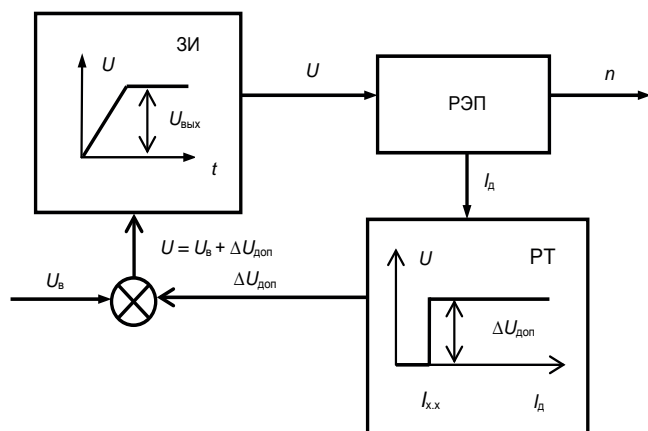 ЗИ
U
Uвых
t
U
РЭП
n
Iд
U = Uв + ΔUдоп
Uв
ΔUдоп
РТ
U
ΔUдоп
Iх.х
Iд